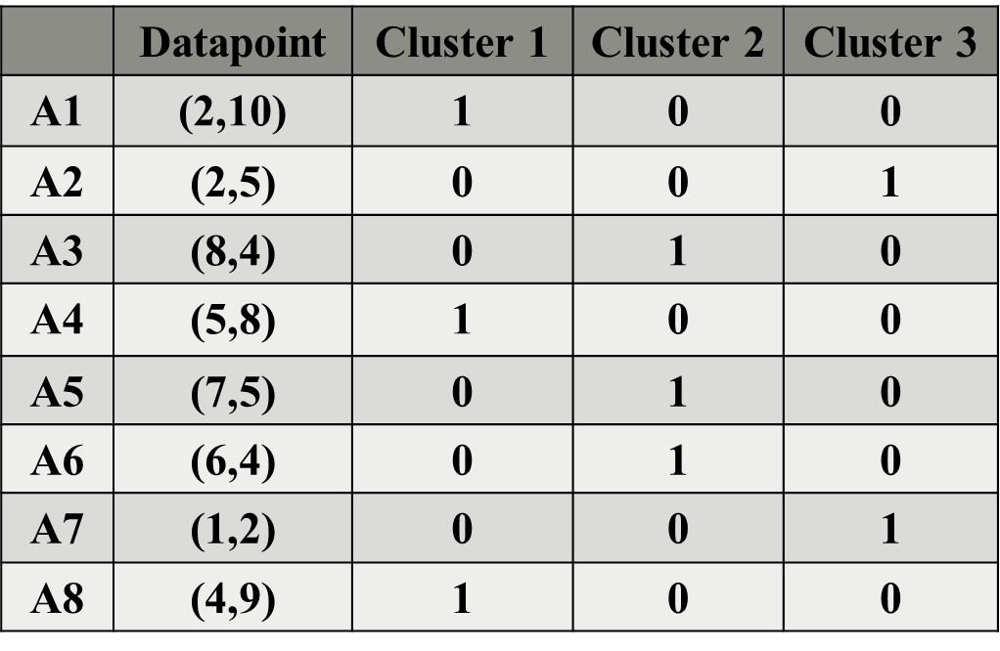 Datapoint Cluster 1 Cluster 2 Cluster 3
A1 (2,10) 1 0 0
A2 (2,5) 0 0 1
A3 (8,4) 0 1 0
A4 (5,8) 1 0 0
A5 (7,5) 0 1 0
A6 (6,4) 0 1 0
A7 (1,2) 0 0 1
A8 (4,9) 1 0 0